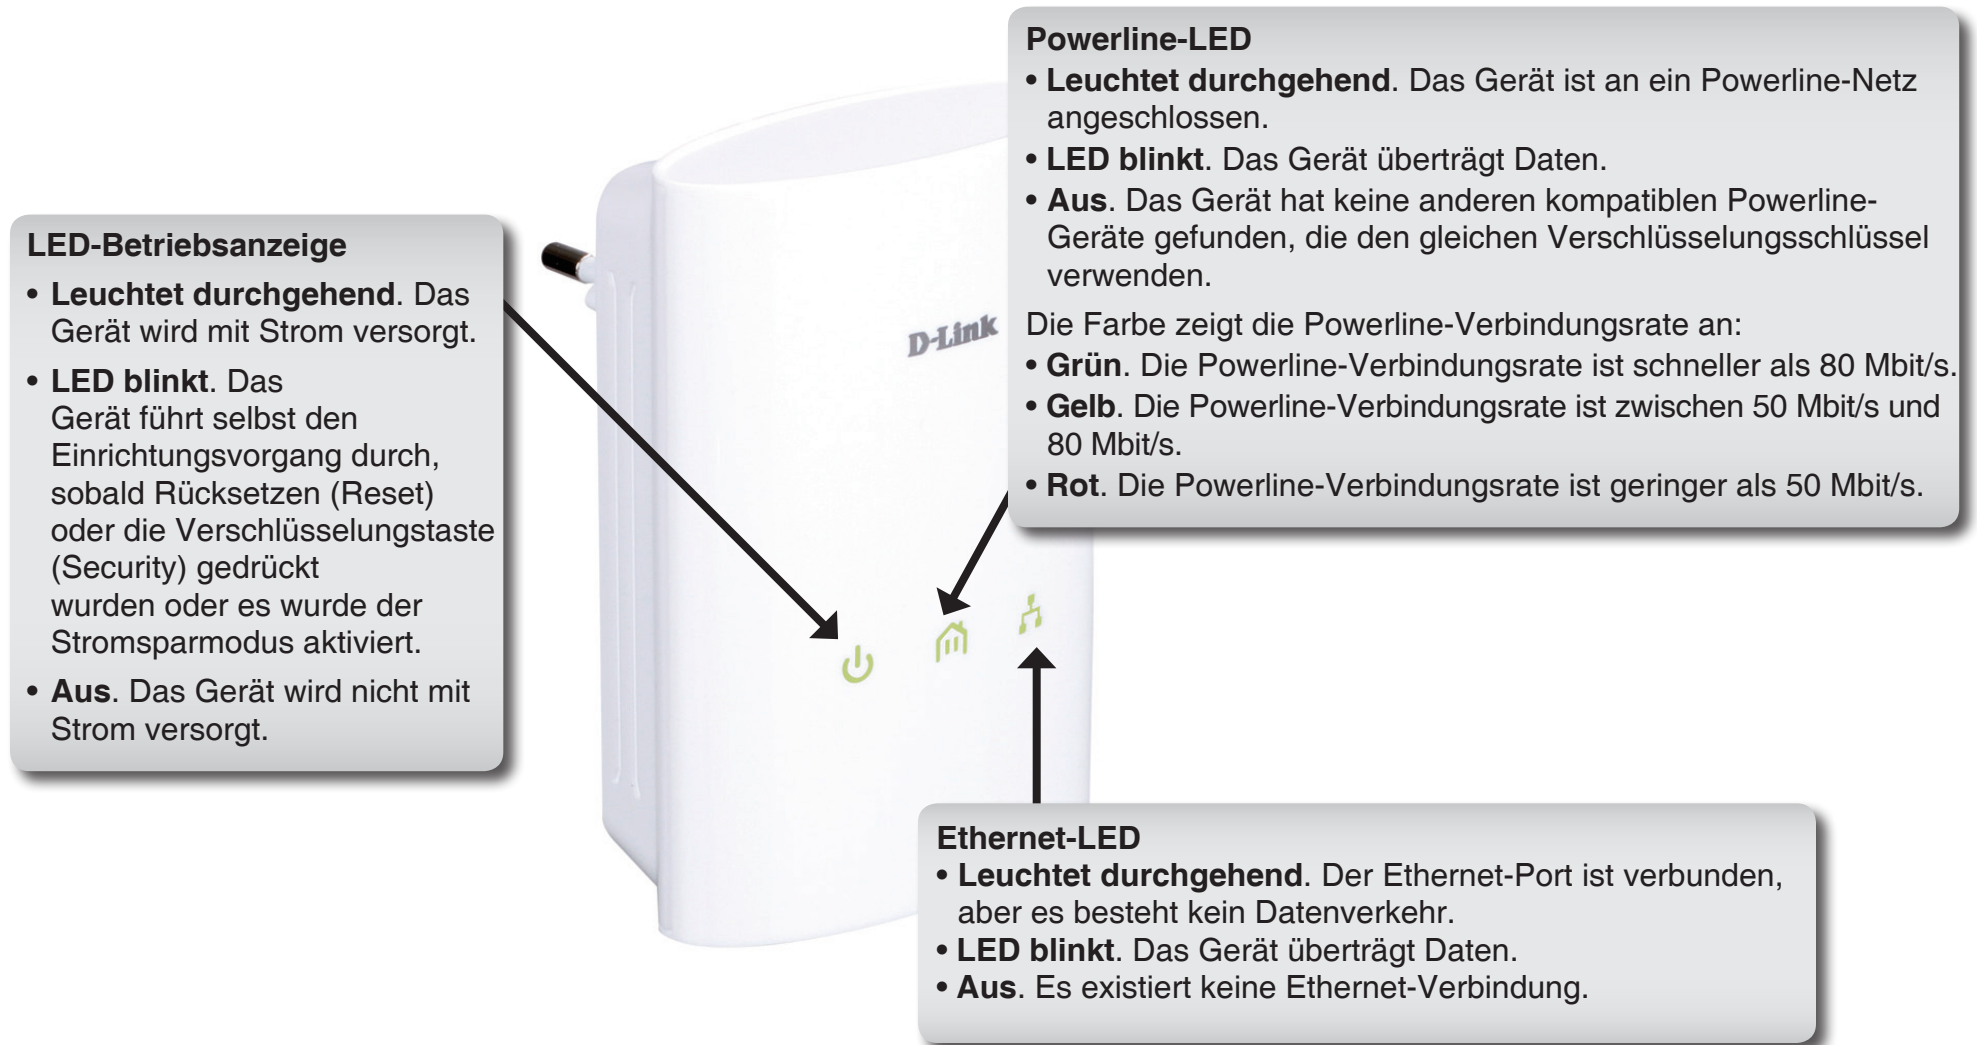 LED-Betriebsanzeige
• Leuchtet durchgehend. Das
Gerät wird mit Strom versorgt.
• LED blinkt. Das
Gerät führt selbst den
Einrichtungsvorgang durch,
sobald Rücksetzen (Reset)
oder die Verschlüsselungstaste
(Security) gedrückt
wurden oder es wurde der
Stromsparmodus aktiviert.
• Aus. Das Gerät wird nicht mit
Strom versorgt.
D-Link
Powerline-LED
• Leuchtet durchgehend. Das Gerät ist an ein Powerline-Netz
angeschlossen.
• LED blinkt. Das Gerät überträgt Daten.
• Aus. Das Gerät hat keine anderen kompatiblen Powerline-
Geräte gefunden, die den gleichen Verschlüsselungsschlüssel
verwenden.
Die Farbe zeigt die Powerline-Verbindungsrate an:
• Grün. Die Powerline-Verbindungsrate ist schneller als 80 Mbit/s.
• Gelb. Die Powerline-Verbindungsrate ist zwischen 50 Mbit/s und
80 Mbit/s.
• Rot. Die Powerline-Verbindungsrate ist geringer als 50 Mbit/s.
Ethernet-LED
• Leuchtet durchgehend. Der Ethernet-Port ist verbunden,
aber es besteht kein Datenverkehr.
• LED blinkt. Das Gerät überträgt Daten.
• Aus. Es existiert keine Ethernet-Verbindung.